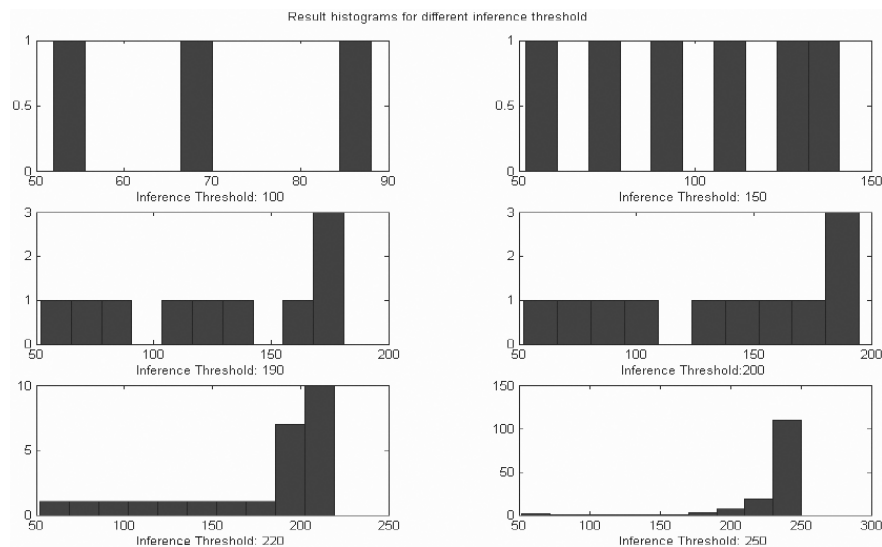 Result histograms for different inference threshold
1
0.5
0
50 60 70 80 90
Inference Threshold: 100
1
0.5
0
50 100 150
Inference Threshold: 150
3
2
1
0
50 100 150 200
Inference Threshold: 190
3
2
1
0
50 100 150 200
Inference Threshold:200
10
5
0
50 100 150 200 250
Inference Threshold: 220
150
100
50
0
50 100 150 200 250 300
Inference Threshold: 250